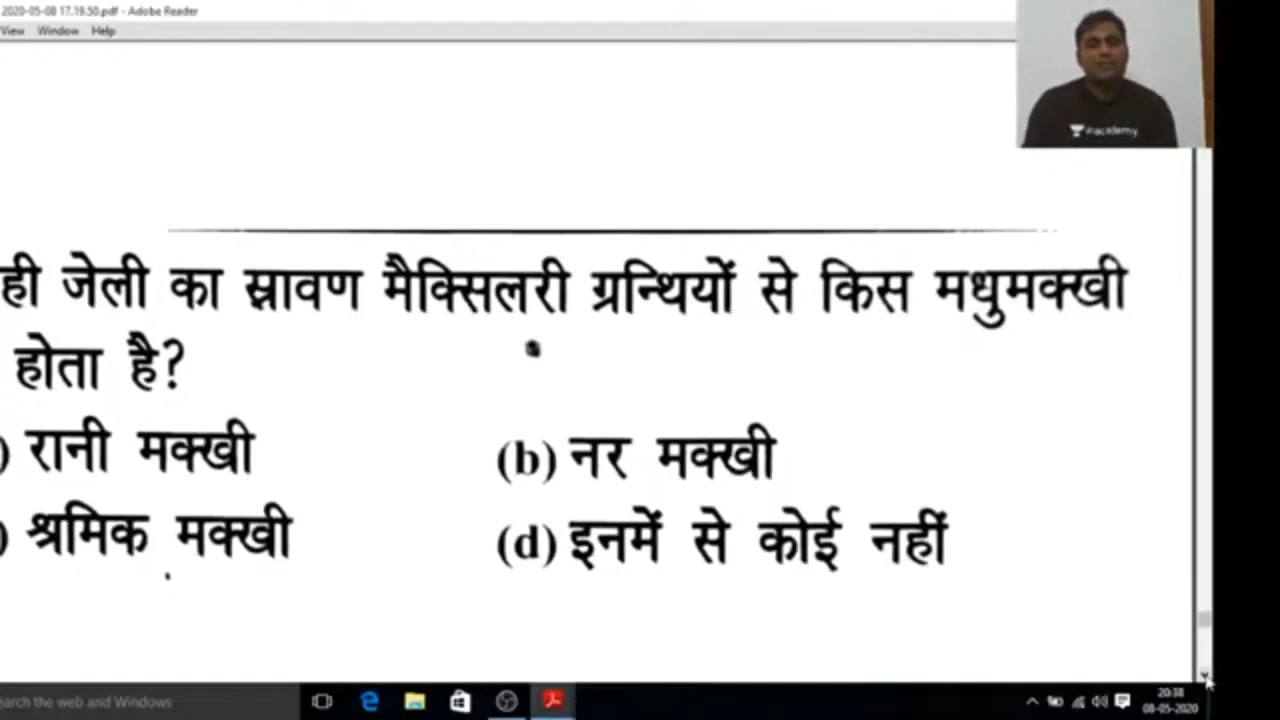 2020-05-08 17.19.50.pdf - Adobe Reader
View Window Help
unacademy
ही जेली का स्रावण मैक्सिलरी ग्रन्थियों से किस मधुमक्खी
होता है?
) रानी मक्खी (b) नर मक्खी
) श्रमिक मक्खी (d) इनमें से कोई नहीं
earch the web and Windows
20:38
08-05-2020